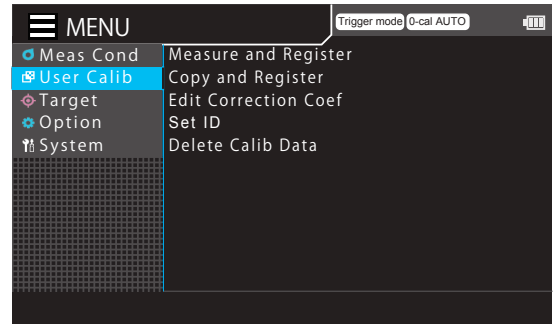 MENU
Trigger mode 0-cal AUTO
Meas Cond
User Calib
Target
Option
System
Measure and Register
Copy and Register
Edit Correction Coef
Set ID
Delete Calib Data